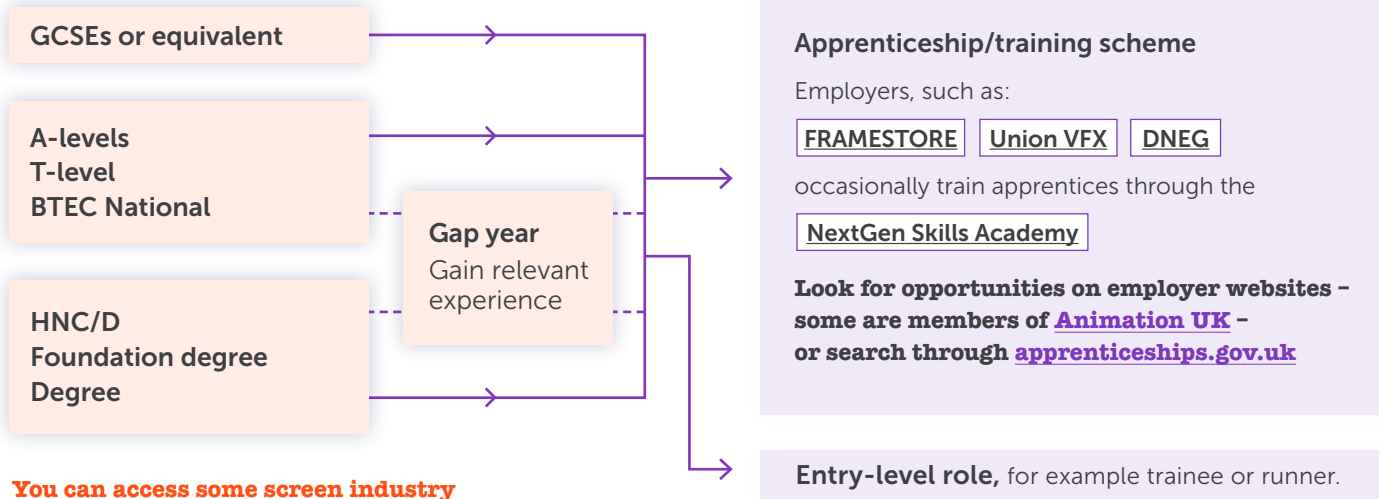 GCSEs or equivalent
A-levels
T-level
BTEC National
HNC/D
Foundation degree
Degree
Gap year
Gain relevant
experience
You can access some screen industry
Apprenticeship/training scheme
Employers, such as:
FRAMESTORE Union VFX DNEG
occasionally train apprentices through the
NextGen Skills Academy
Look for opportunities on employer websites –
some are members of Animation UK –
or search through apprenticeships.gov.uk
Entry-level role, for example trainee or runner.